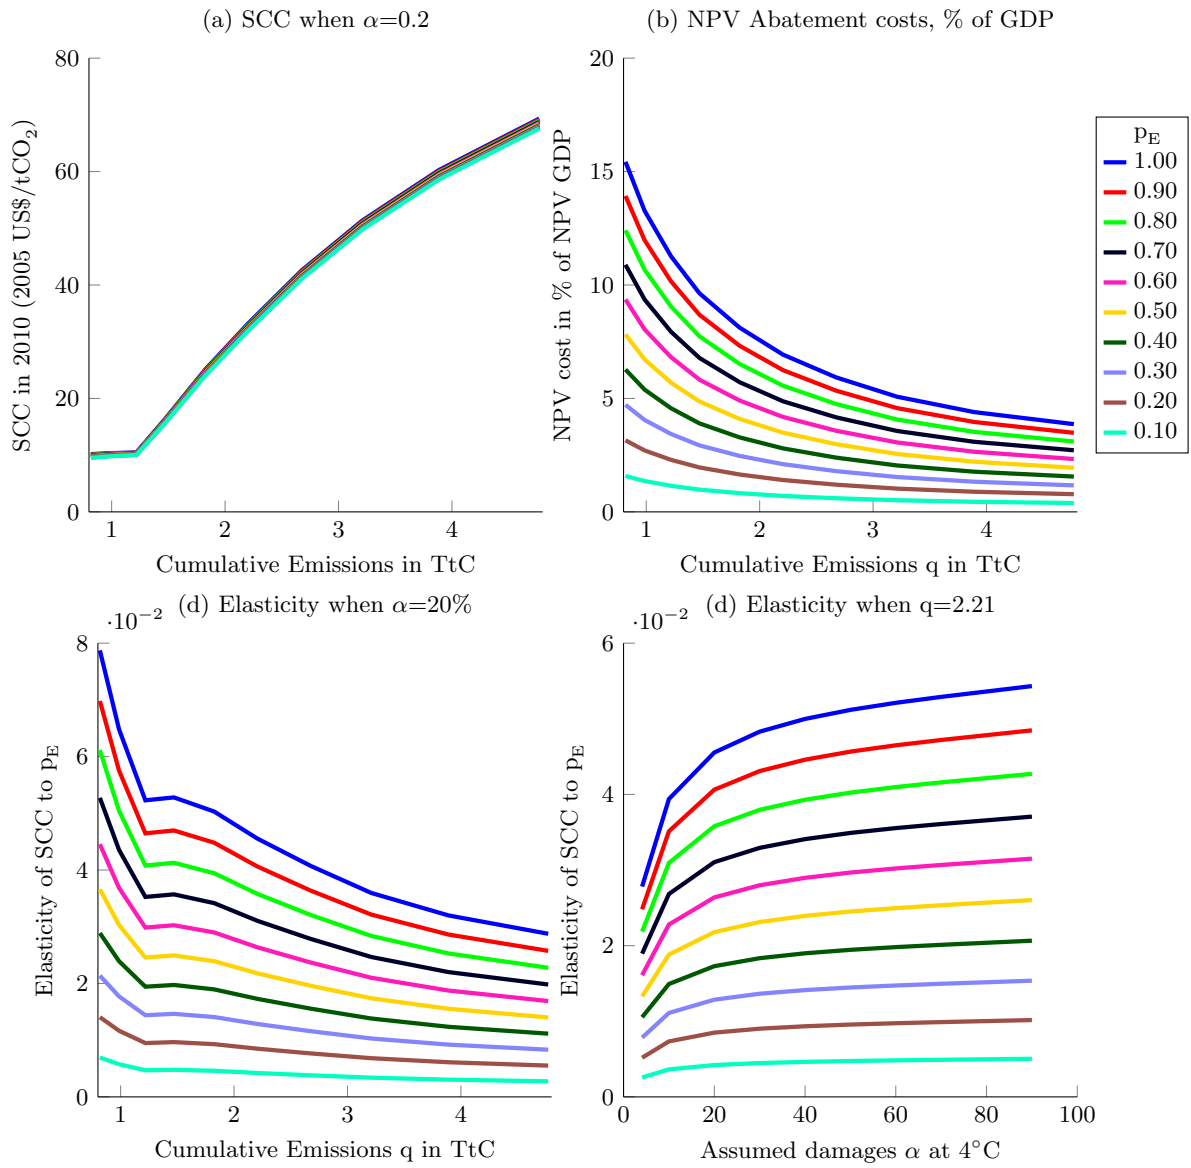 (a) SCC when α=0.2
SCC in 2010 (2005 US$/tCO₂)
80
60
40
20
0
1 2 3 4
Cumulative Emissions in TtC
(b) NPV Abatement costs, % of GDP
NPV cost in % of NPV GDP
20
15
10
5
0
1 2 3 4
Cumulative Emissions q in TtC
p_E
1.00
0.90
0.80
0.70
0.60
0.50
0.40
0.30
0.20
0.10
(d) Elasticity when α=20%
·10⁻²
Elasticity of SCC to p_E
8
6
4
2
0
1 2 3 4
Cumulative Emissions q in TtC
(d) Elasticity when q=2.21
·10⁻²
Elasticity of SCC to p_E
6
4
2
0
0 20 40 60 80 100
Assumed damages α at 4°C